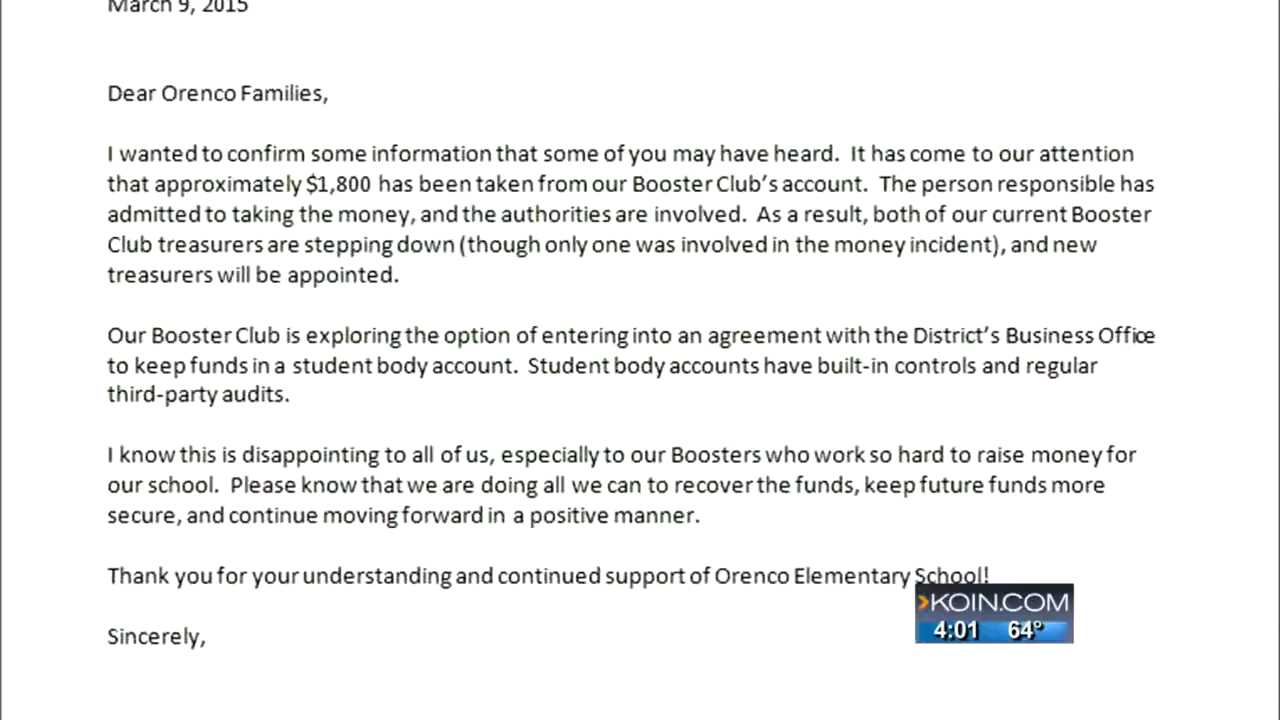 March 9, 2015
Dear Orenco Families,
I wanted to confirm some information that some of you may have heard.  It has come to our attention
that approximately $1,800 has been taken from our Booster Club's account.  The person responsible has
admitted to taking the money, and the authorities are involved.  As a result, both of our current Booster
Club treasurers are stepping down (though only one was involved in the money incident), and new
treasurers will be appointed.
Our Booster Club is exploring the option of entering into an agreement with the District's Business Office
to keep funds in a student body account.  Student body accounts have built-in controls and regular
third-party audits.
I know this is disappointing to all of us, especially to our Boosters who work so hard to raise money for
our school.  Please know that we are doing all we can to recover the funds, keep future funds more
secure, and continue moving forward in a positive manner.
Thank you for your understanding and continued support of Orenco Elementary School!
KOIN.COM
4:01 64°
Sincerely,